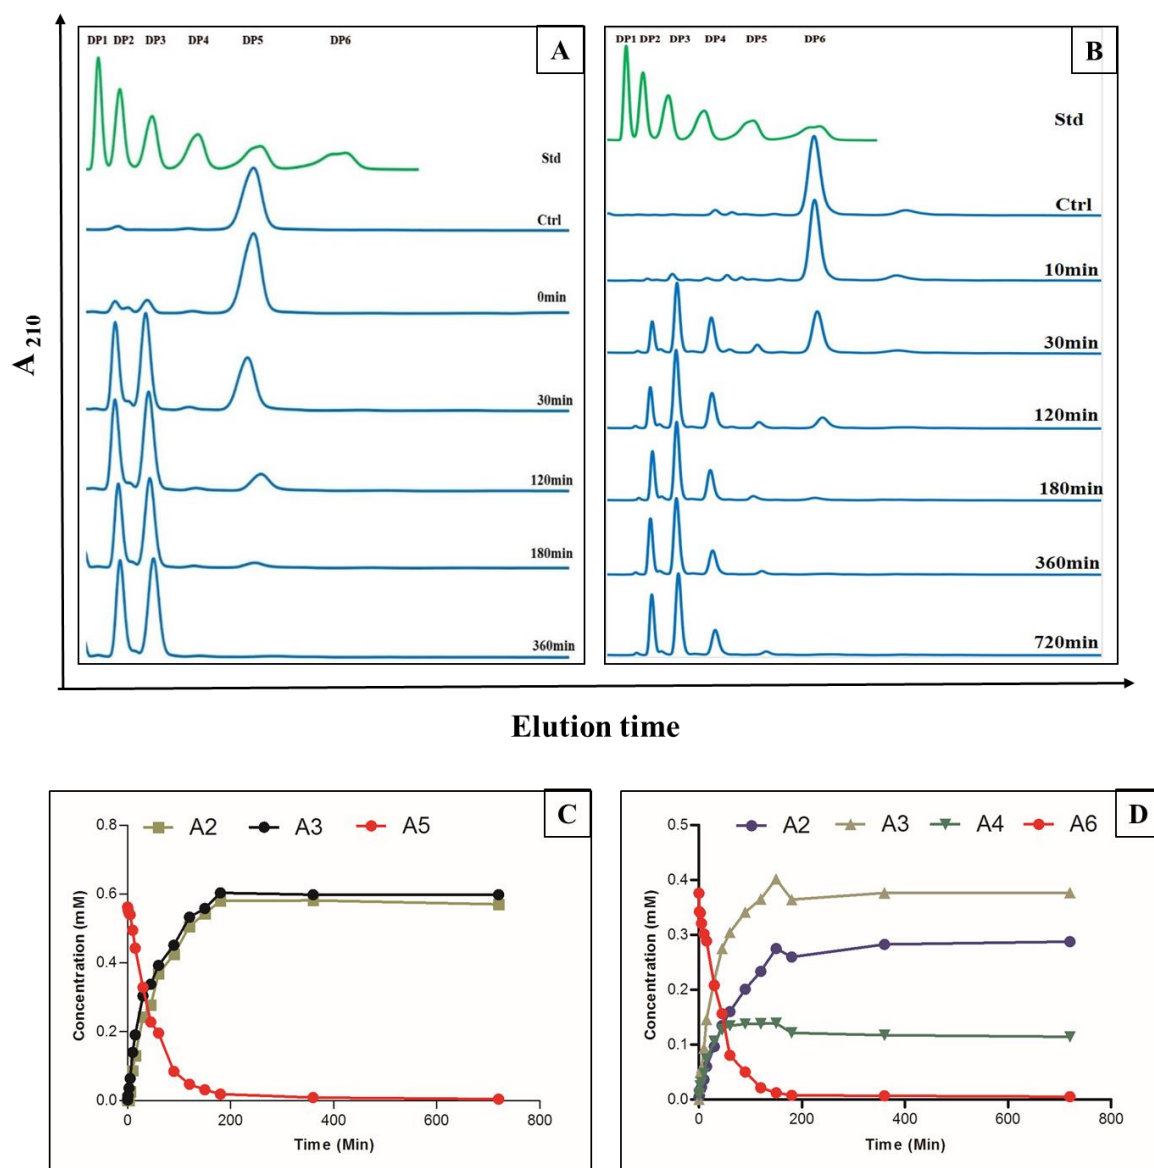 DP1 DP2 DP3 DP4 DP5 DP6
A
Std
Ctrl
0min
30min
120min
180min
360min
DP1 DP2 DP3 DP4 DP5 DP6
B
Std
Ctrl
10min
30min
120min
180min
360min
720min
A 210
Elution time
C
A2 A3 A5
0.8
0.6
0.4
0.2
0.0
0 200 400 600 800
Concentration (mM)
Time (Min)
D
A2 A3 A4 A6
0.5
0.4
0.3
0.2
0.1
0.0
0 200 400 600 800
Concentration (mM)
Time (Min)